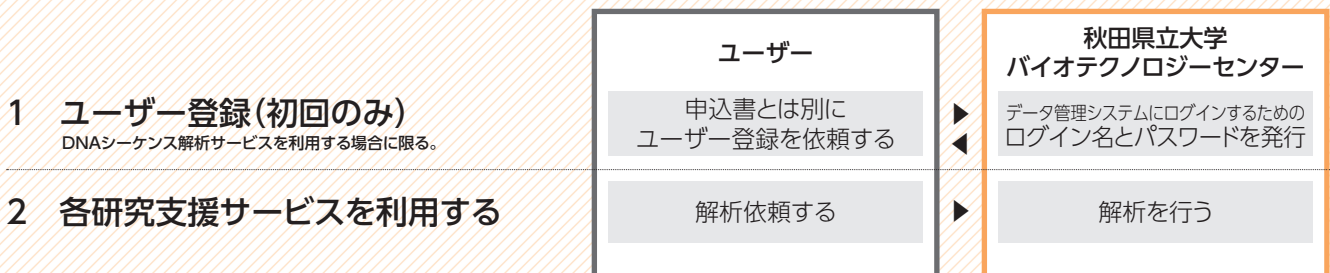 ユーザー
秋田県立大学
バイオテクノロジーセンター
1 ユーザー登録(初回のみ)
DNAシーケンス解析サービスを利用する場合に限る。
申込書とは別に
ユーザー登録を依頼する
▶
◀
データ管理システムにログインするための
ログイン名とパスワードを発行
2 各研究支援サービスを利用する
解析依頼する
▶
解析を行う